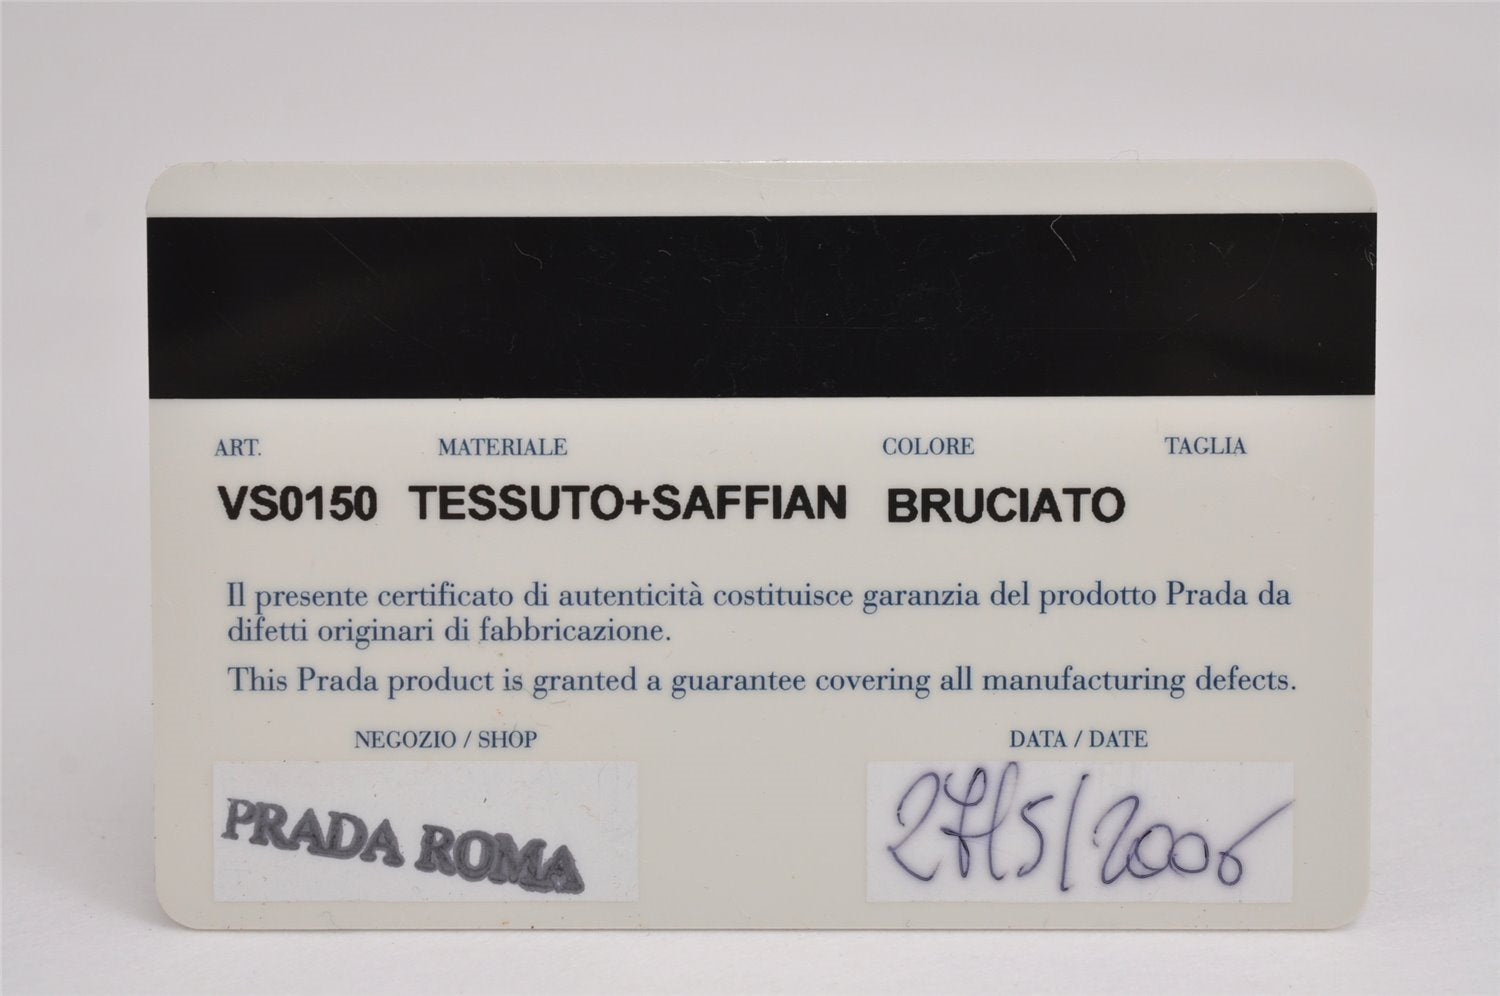 ART. MATERIALE COLORE TAGLIA
VS0150 TESSUTO+SAFFIAN BRUCIATO
Il presente certificato di autenticità costituisce garanzia del prodotto Prada da
difetti originari di fabbricazione.
This Prada product is granted a guarantee covering all manufacturing defects.
NEGOZIO / SHOP DATA / DATE
PRADA ROMA 27/5/2006